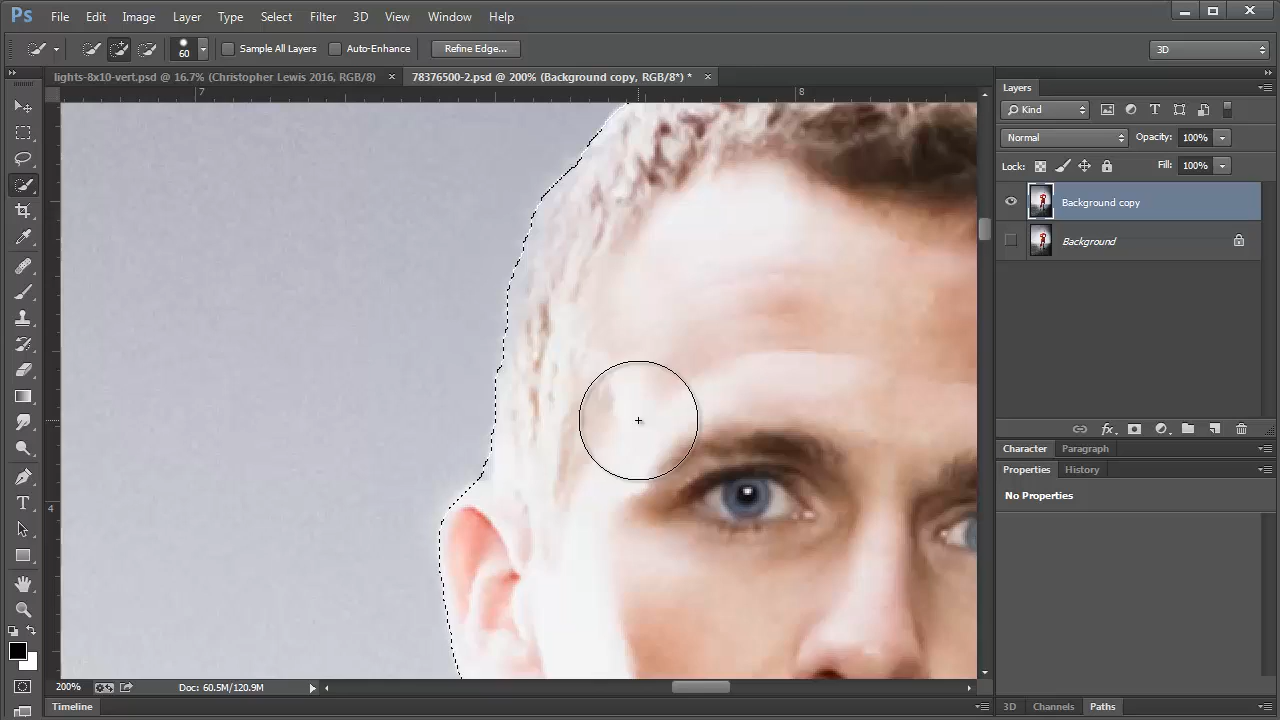 Ps File Edit Image Layer Type Select Filter 3D View Window Help
60 Sample All Layers Auto-Enhance Refine Edge... 3D
lights-8x10-vert.psd @ 16.7% (Christopher Lewis 2016, RGB/8) × 78376500-2.psd @ 200% (Background copy, RGB/8*) * ×
7 8
4
Layers
Kind
Normal Opacity: 100%
Lock: Fill: 100%
Background copy
Background
fx
Character Paragraph
Properties History
No Properties
200% Doc: 60.5M/120.9M
Timeline 3D Channels Paths